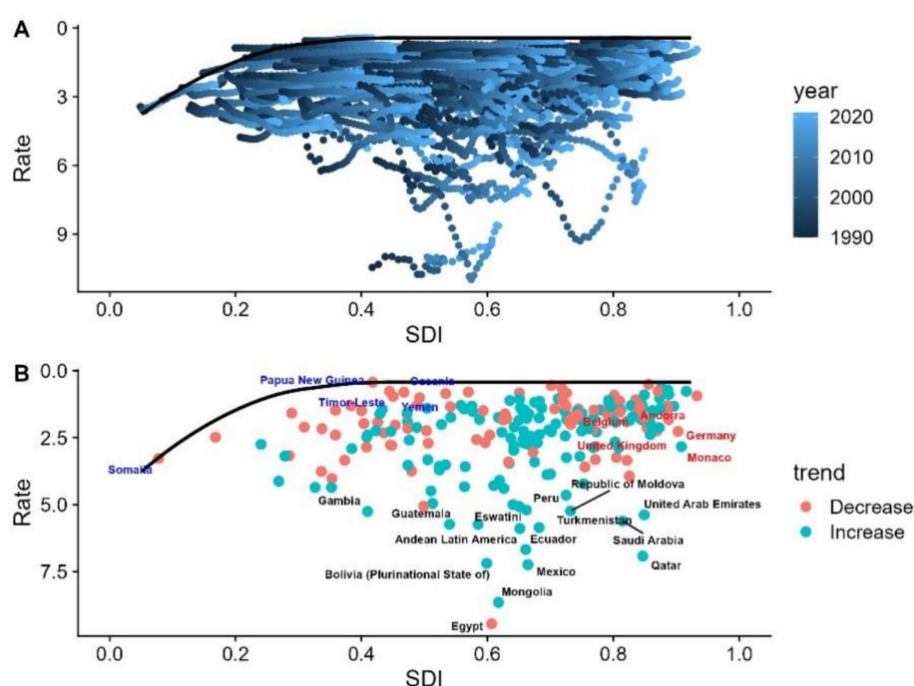 A
0
3
6
9
Rate
0.0 0.2 0.4 0.6 0.8 1.0
SDI
year
2020
2010
2000
1990
B
0.0
2.5
5.0
7.5
Rate
Papua New Guinea
Oceania
Timor-Leste
Yemen
Somalia
Belgium
Andorra
United Kingdom
Germany
Monaco
Gambia
Guatemala
Peru
Republic of Moldova
Eswatini
Turkmenistan
United Arab Emirates
Andean Latin America
Ecuador
Saudi Arabia
Bolivia (Plurinational State of)
Mexico
Qatar
Mongolia
Egypt
0.0 0.2 0.4 0.6 0.8 1.0
SDI
trend
Decrease
Increase